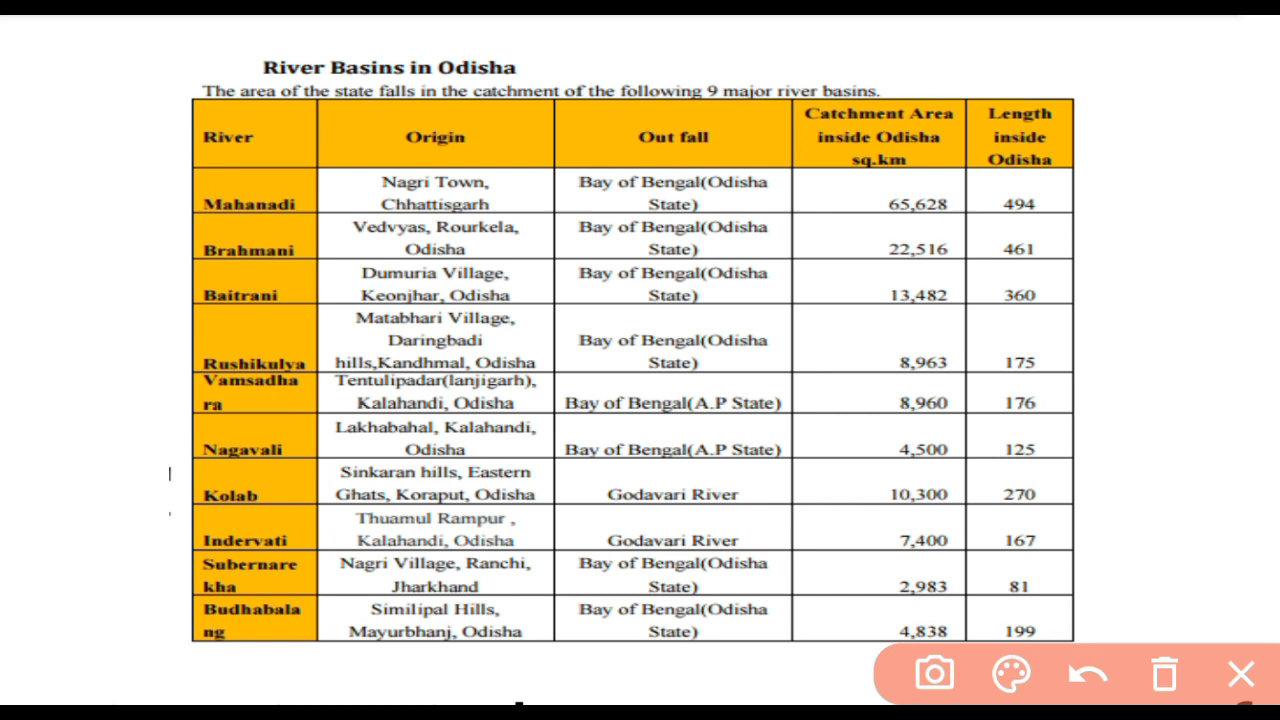 River Basins in Odisha
The area of the state falls in the catchment of the following 9 major river basins.
River Origin Out fall Catchment Area inside Odisha sq.km Length inside Odisha
Mahanadi Nagri Town, Chhattisgarh Bay of Bengal(Odisha State) 65,628 494
Brahmani Vedvyas, Rourkela, Odisha Bay of Bengal(Odisha State) 22,516 461
Baitrani Dumuria Village, Keonjhar, Odisha Bay of Bengal(Odisha State) 13,482 360
Rushikulya Matabhari Village, Daringbadi hills,Kandhmal, Odisha Bay of Bengal(Odisha State) 8,963 175
Vamsadha ra Tentulipadar(lanjigarh), Kalahandi, Odisha Bay of Bengal(A.P State) 8,960 176
Nagavali Lakhabahal, Kalahandi, Odisha Bay of Bengal(A.P State) 4,500 125
Kolab Sinkaran hills, Eastern Ghats, Koraput, Odisha Godavari River 10,300 270
Indervati Thuamul Rampur , Kalahandi, Odisha Godavari River 7,400 167
Subernare kha Nagri Village, Ranchi, Jharkhand Bay of Bengal(Odisha State) 2,983 81
Budhabala ng Similipal Hills, Mayurbhanj, Odisha Bay of Bengal(Odisha State) 4,838 199